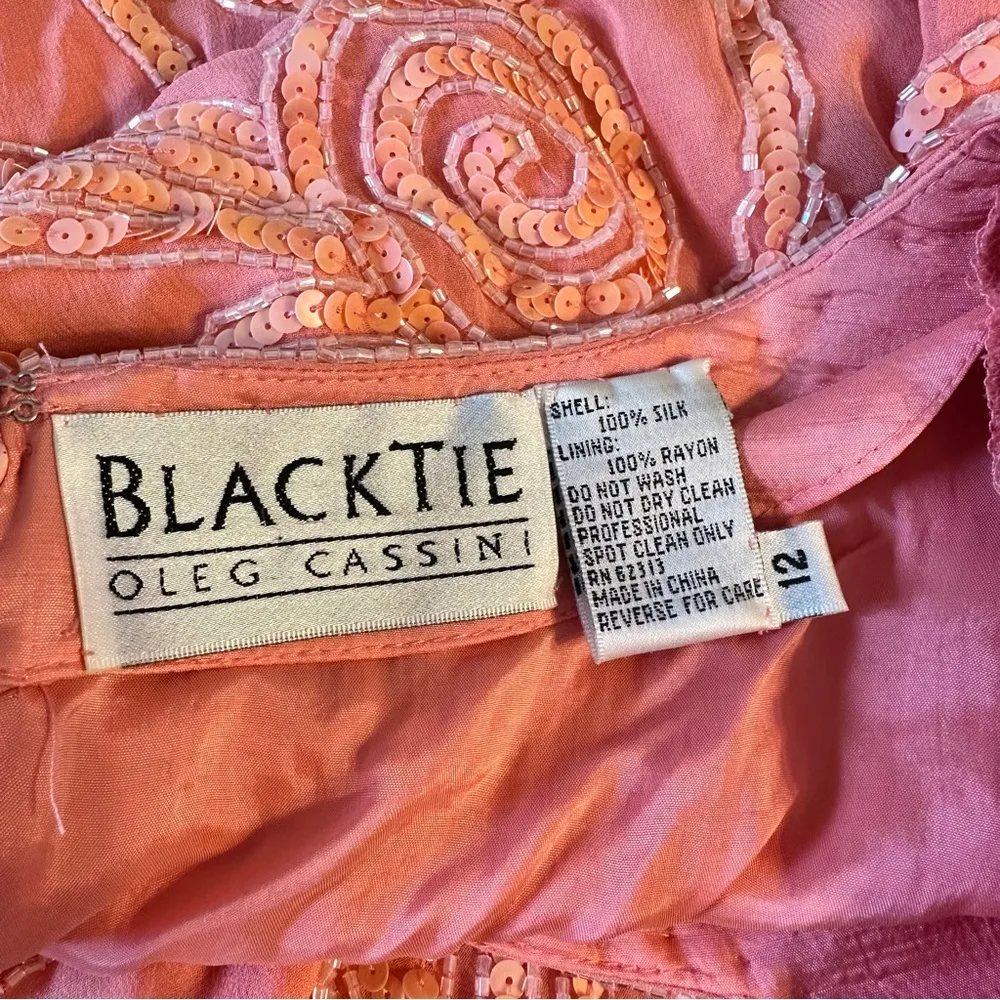 BLACKTIE
OLEG CASSINI
SHELL:
100% SILK
LINING:
100% RAYON
DO NOT WASH
DO NOT DRY CLEAN
PROFESSIONAL
SPOT CLEAN ONLY
RN 62313
MADE IN CHINA
REVERSE FOR CARE
12